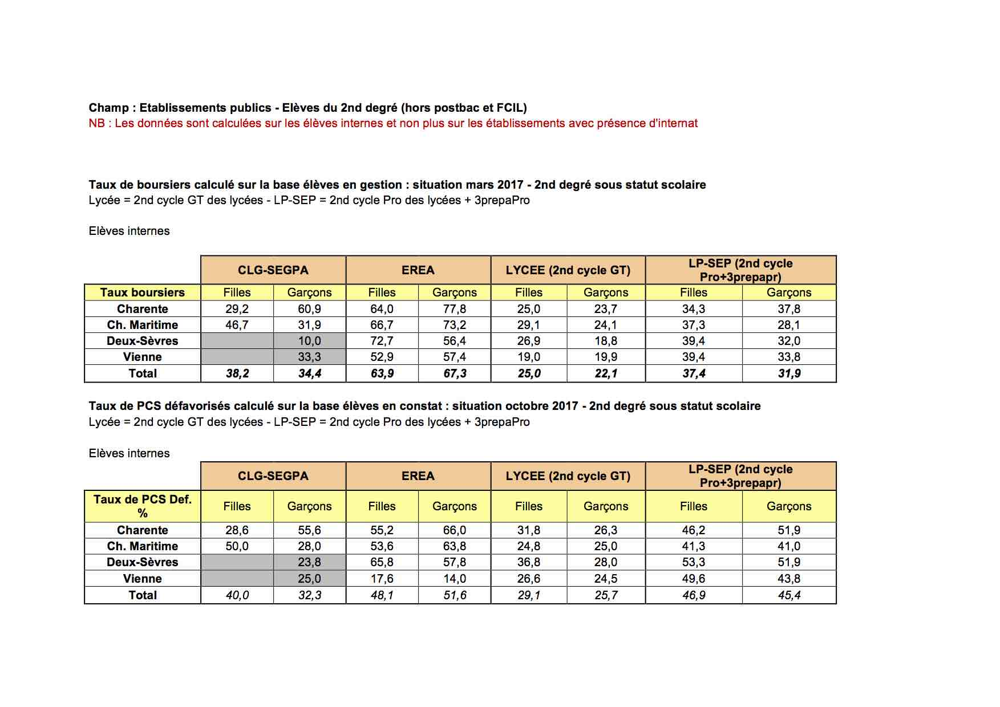 Champ : Etablissements publics - Elèves du 2nd degré (hors postbac et FCIL)
NB : Les données sont calculées sur les élèves internes et non plus sur les établissements avec présence d'internat
Taux de boursiers calculé sur la base élèves en gestion : situation mars 2017 - 2nd degré sous statut scolaire
Lycée = 2nd cycle GT des lycées - LP-SEP = 2nd cycle Pro des lycées + 3prepaPro
Elèves internes
CLG-SEGPA EREA LYCEE (2nd cycle GT) LP-SEP (2nd cycle
Pro+3prepapr)
Taux boursiers Filles Garçons Filles Garçons Filles Garçons Filles Garçons
Charente 29,2 60,9 64,0 77,8 25,0 23,7 34,3 37,8
Ch. Maritime 46,7 31,9 66,7 73,2 29,1 24,1 37,3 28,1
Deux-Sèvres 10,0 72,7 56,4 26,9 18,8 39,4 32,0
Vienne 33,3 52,9 57,4 19,0 19,9 39,4 33,8
Total 38,2 34,4 63,9 67,3 25,0 22,1 37,4 31,9
Taux de PCS défavorisés calculé sur la base élèves en constat : situation octobre 2017 - 2nd degré sous statut scolaire
Lycée = 2nd cycle GT des lycées - LP-SEP = 2nd cycle Pro des lycées + 3prepaPro
Elèves internes
CLG-SEGPA EREA LYCEE (2nd cycle GT) LP-SEP (2nd cycle
Pro+3prepapr)
Taux de PCS Def.
% Filles Garçons Filles Garçons Filles Garçons Filles Garçons
Charente 28,6 55,6 55,2 66,0 31,8 26,3 46,2 51,9
Ch. Maritime 50,0 28,0 53,6 63,8 24,8 25,0 41,3 41,0
Deux-Sèvres 23,8 65,8 57,8 36,8 28,0 53,3 51,9
Vienne 25,0 17,6 14,0 26,6 24,5 49,6 43,8
Total 40,0 32,3 48,1 51,6 29,1 25,7 46,9 45,4